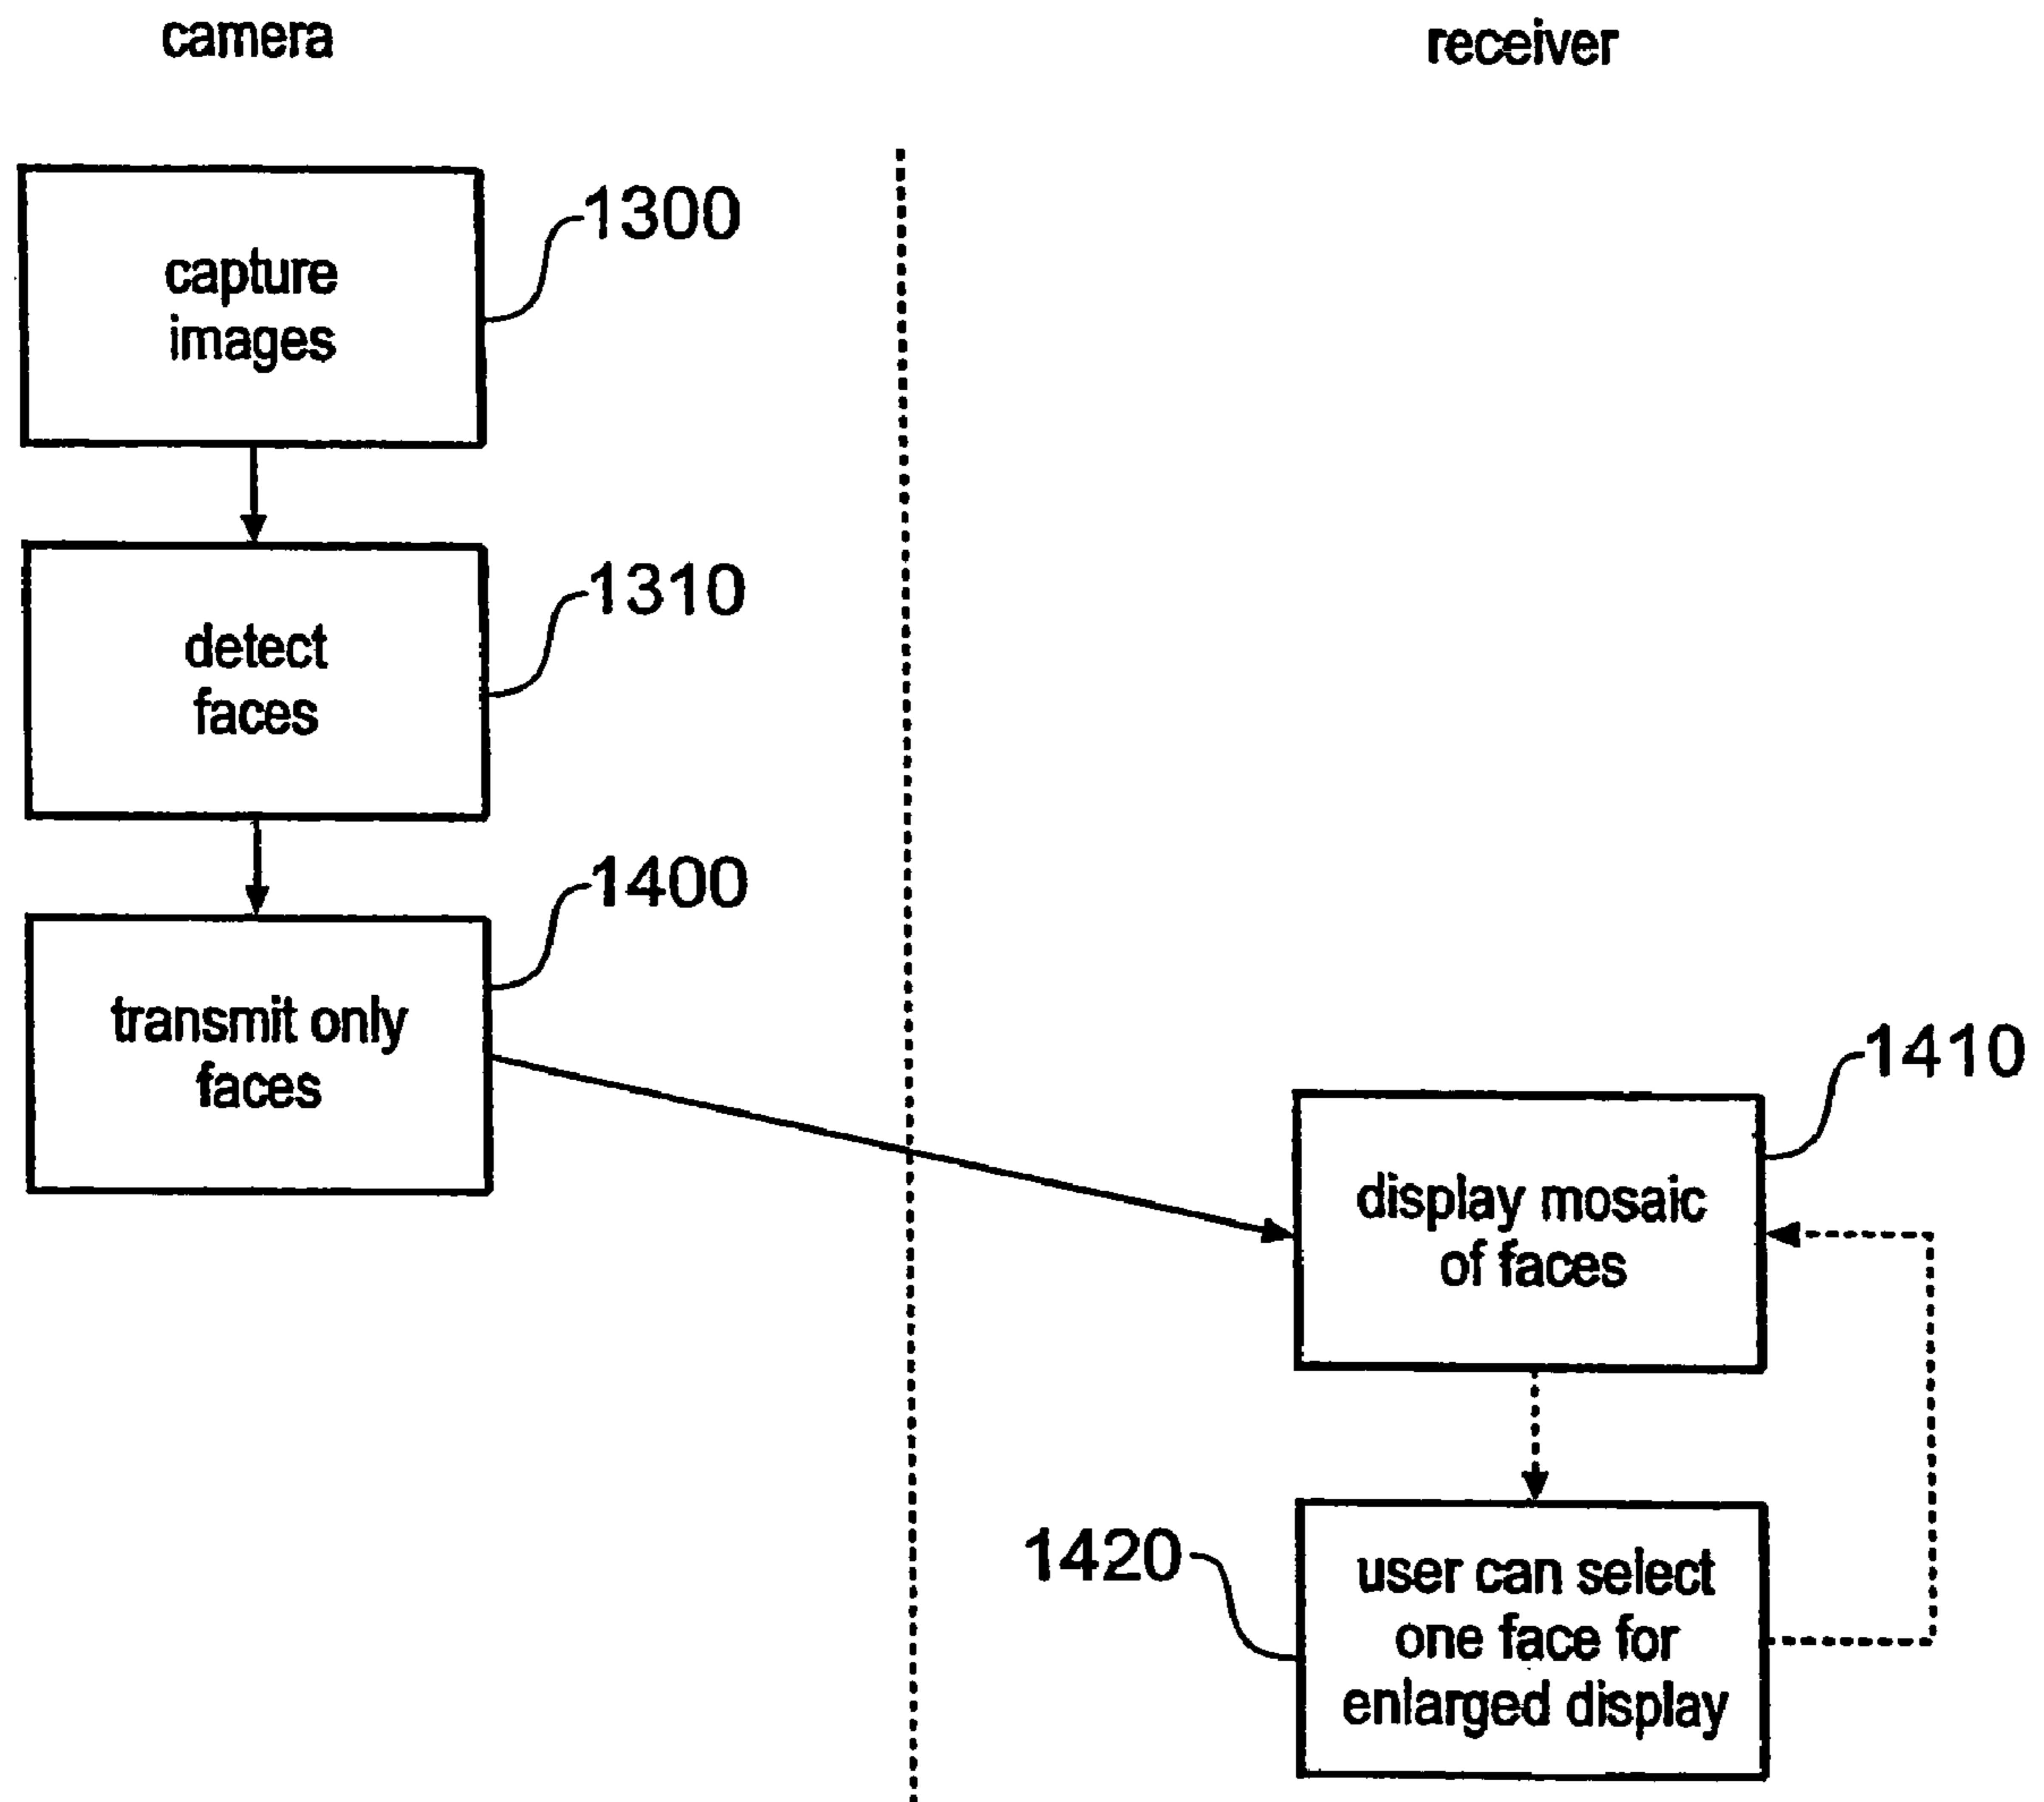 camera
receiver
capture
images
1300
detect
faces
1310
transmit only
faces
1400
display mosaic
of faces
1410
user can select
one face for
enlarged display
1420